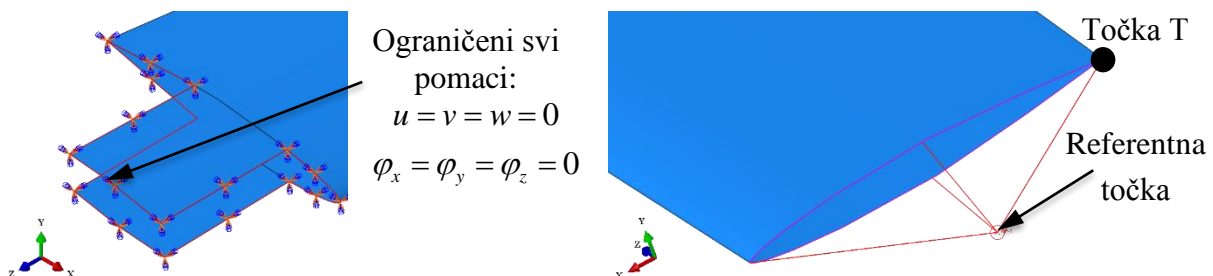 Ograničeni svi
pomaci:
u = v = w = 0
φx = φy = φz = 0
Y
Z
X
Točka T
Referentna
točka
Y
Z
X